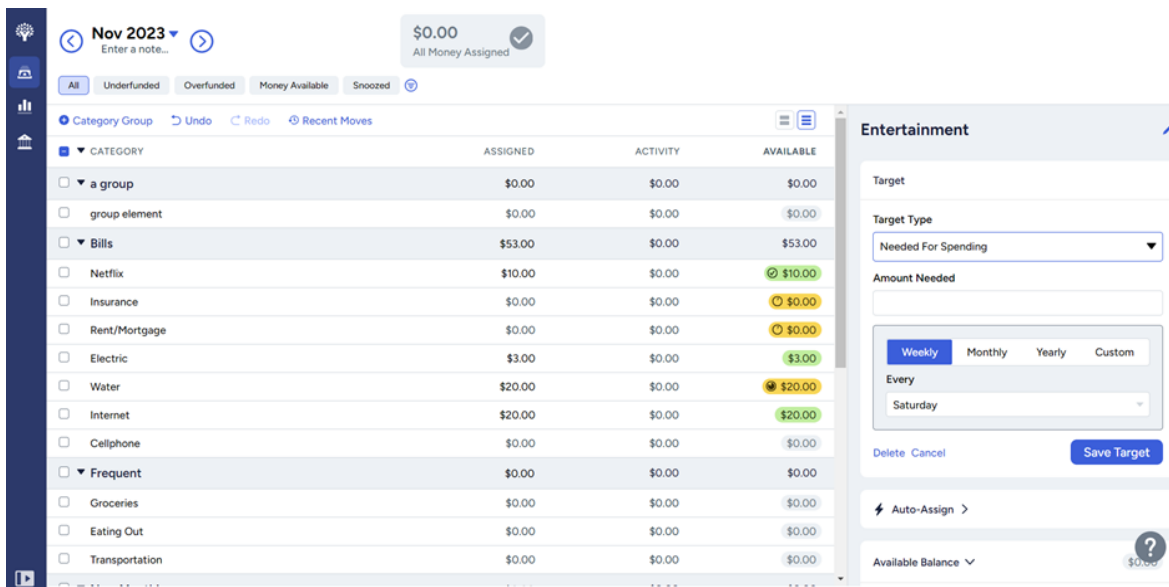 Nov 2023
Enter a note...
$0.00
All Money Assigned
All Underfunded Overfunded Money Available Snoozed
Category Group Undo Redo Recent Moves
CATEGORY ASSIGNED ACTIVITY AVAILABLE
a group $0.00 $0.00 $0.00
group element $0.00 $0.00 $0.00
Bills $53.00 $0.00 $53.00
Netflix $10.00 $0.00 $10.00
Insurance $0.00 $0.00 $0.00
Rent/Mortgage $0.00 $0.00 $0.00
Electric $3.00 $0.00 $3.00
Water $20.00 $0.00 $20.00
Internet $20.00 $0.00 $20.00
Cellphone $0.00 $0.00 $0.00
Frequent $0.00 $0.00 $0.00
Groceries $0.00 $0.00 $0.00
Eating Out $0.00 $0.00 $0.00
Transportation $0.00 $0.00 $0.00
Entertainment
Target
Target Type
Needed For Spending
Amount Needed
Weekly Monthly Yearly Custom
Every
Saturday
Delete Cancel Save Target
Auto-Assign
?
Available Balance